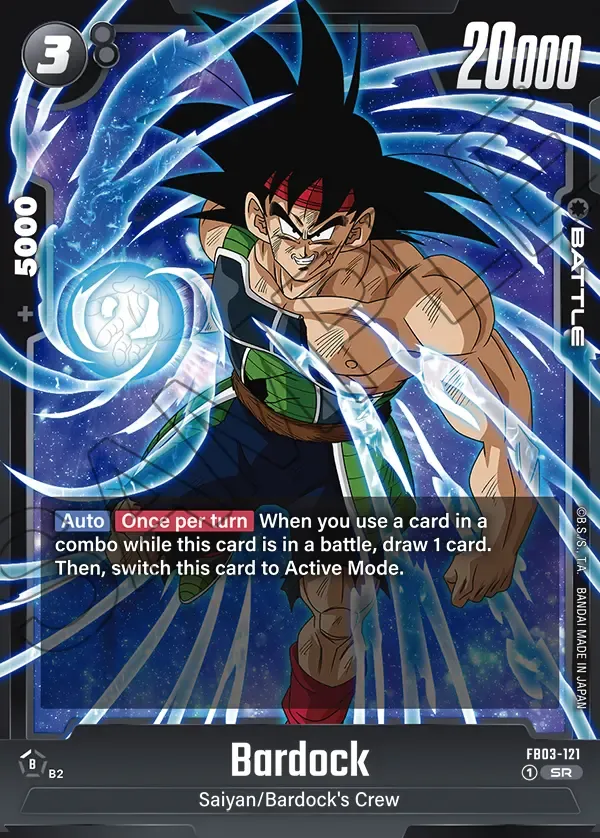 3
8
20000
+ 5000
BATTLE
SAMPLE
Auto Once per turn When you use a card in a
combo while this card is in a battle, draw 1 card.
Then, switch this card to Active Mode.
©B.S./S., T.A. BANDAI MADE IN JAPAN
B
B2
Bardock
FB03-121
1 SR
Saiyan/Bardock's Crew